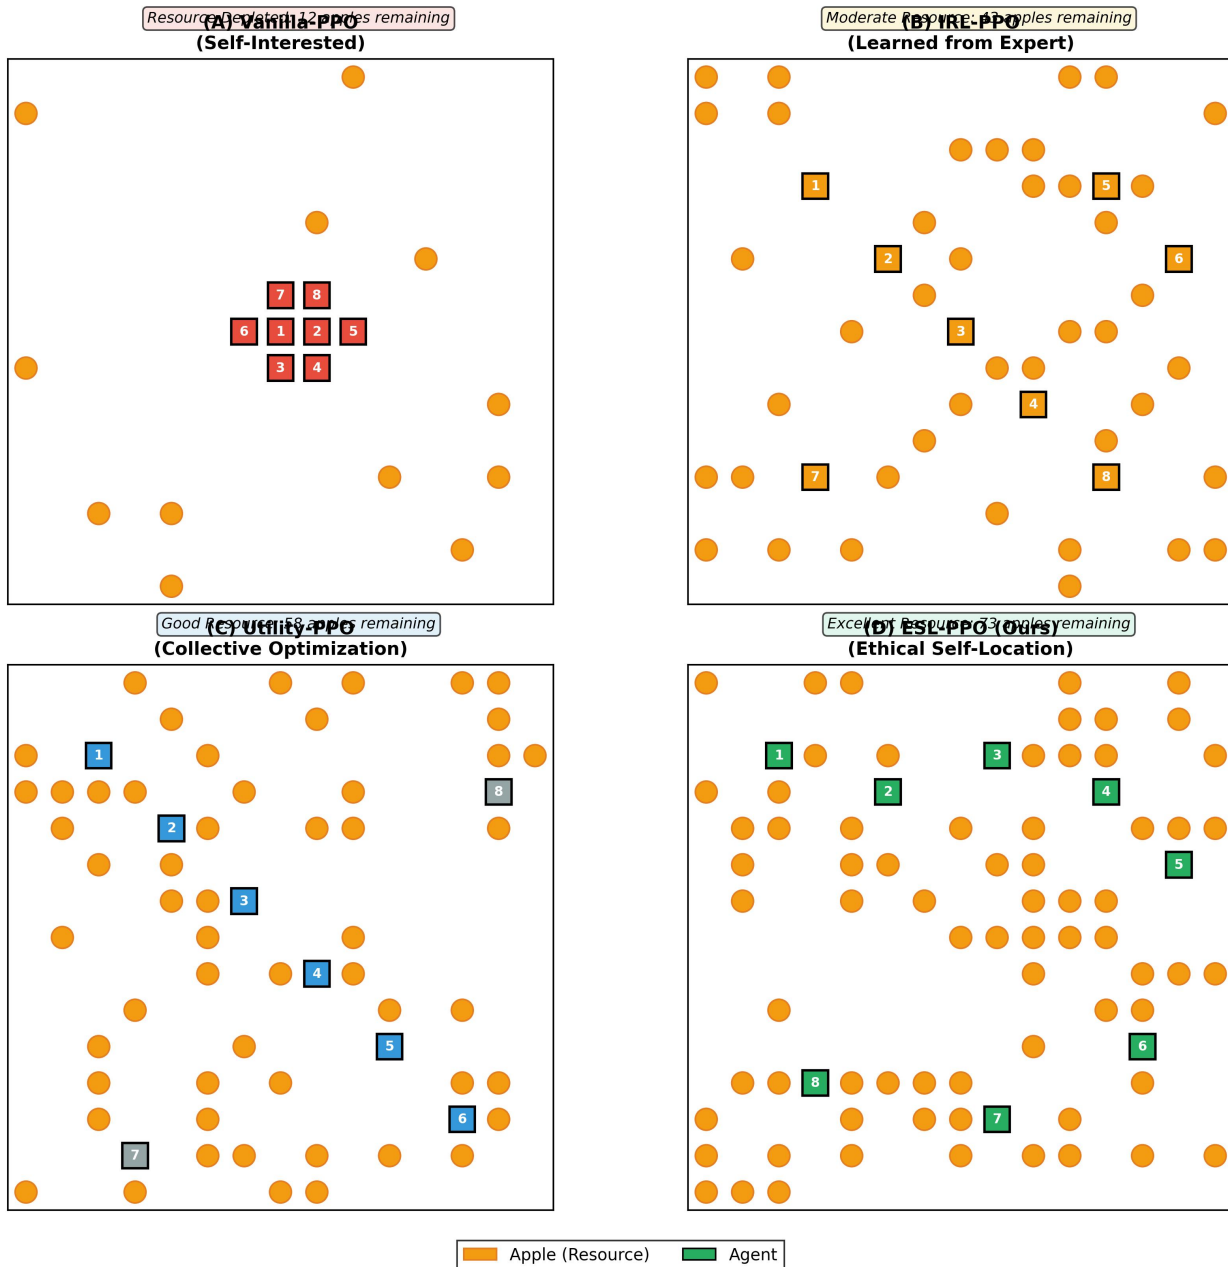 Resource Depleted: 12 apples remaining
(A) Vanilla-PPO
(Self-Interested)
Moderate Resource: 43 apples remaining
(B) IRL-PPO
(Learned from Expert)
7 8
6 1 2 5
3 4
1 5
2 6
3
4
7 8
Good Resource: 58 apples remaining
(C) Utility-PPO
(Collective Optimization)
Excellent Resource: 73 apples remaining
(D) ESL-PPO (Ours)
(Ethical Self-Location)
1
8
2
3
4
5
6
7
1 3
2 4
5
6
8
7
Apple (Resource) Agent